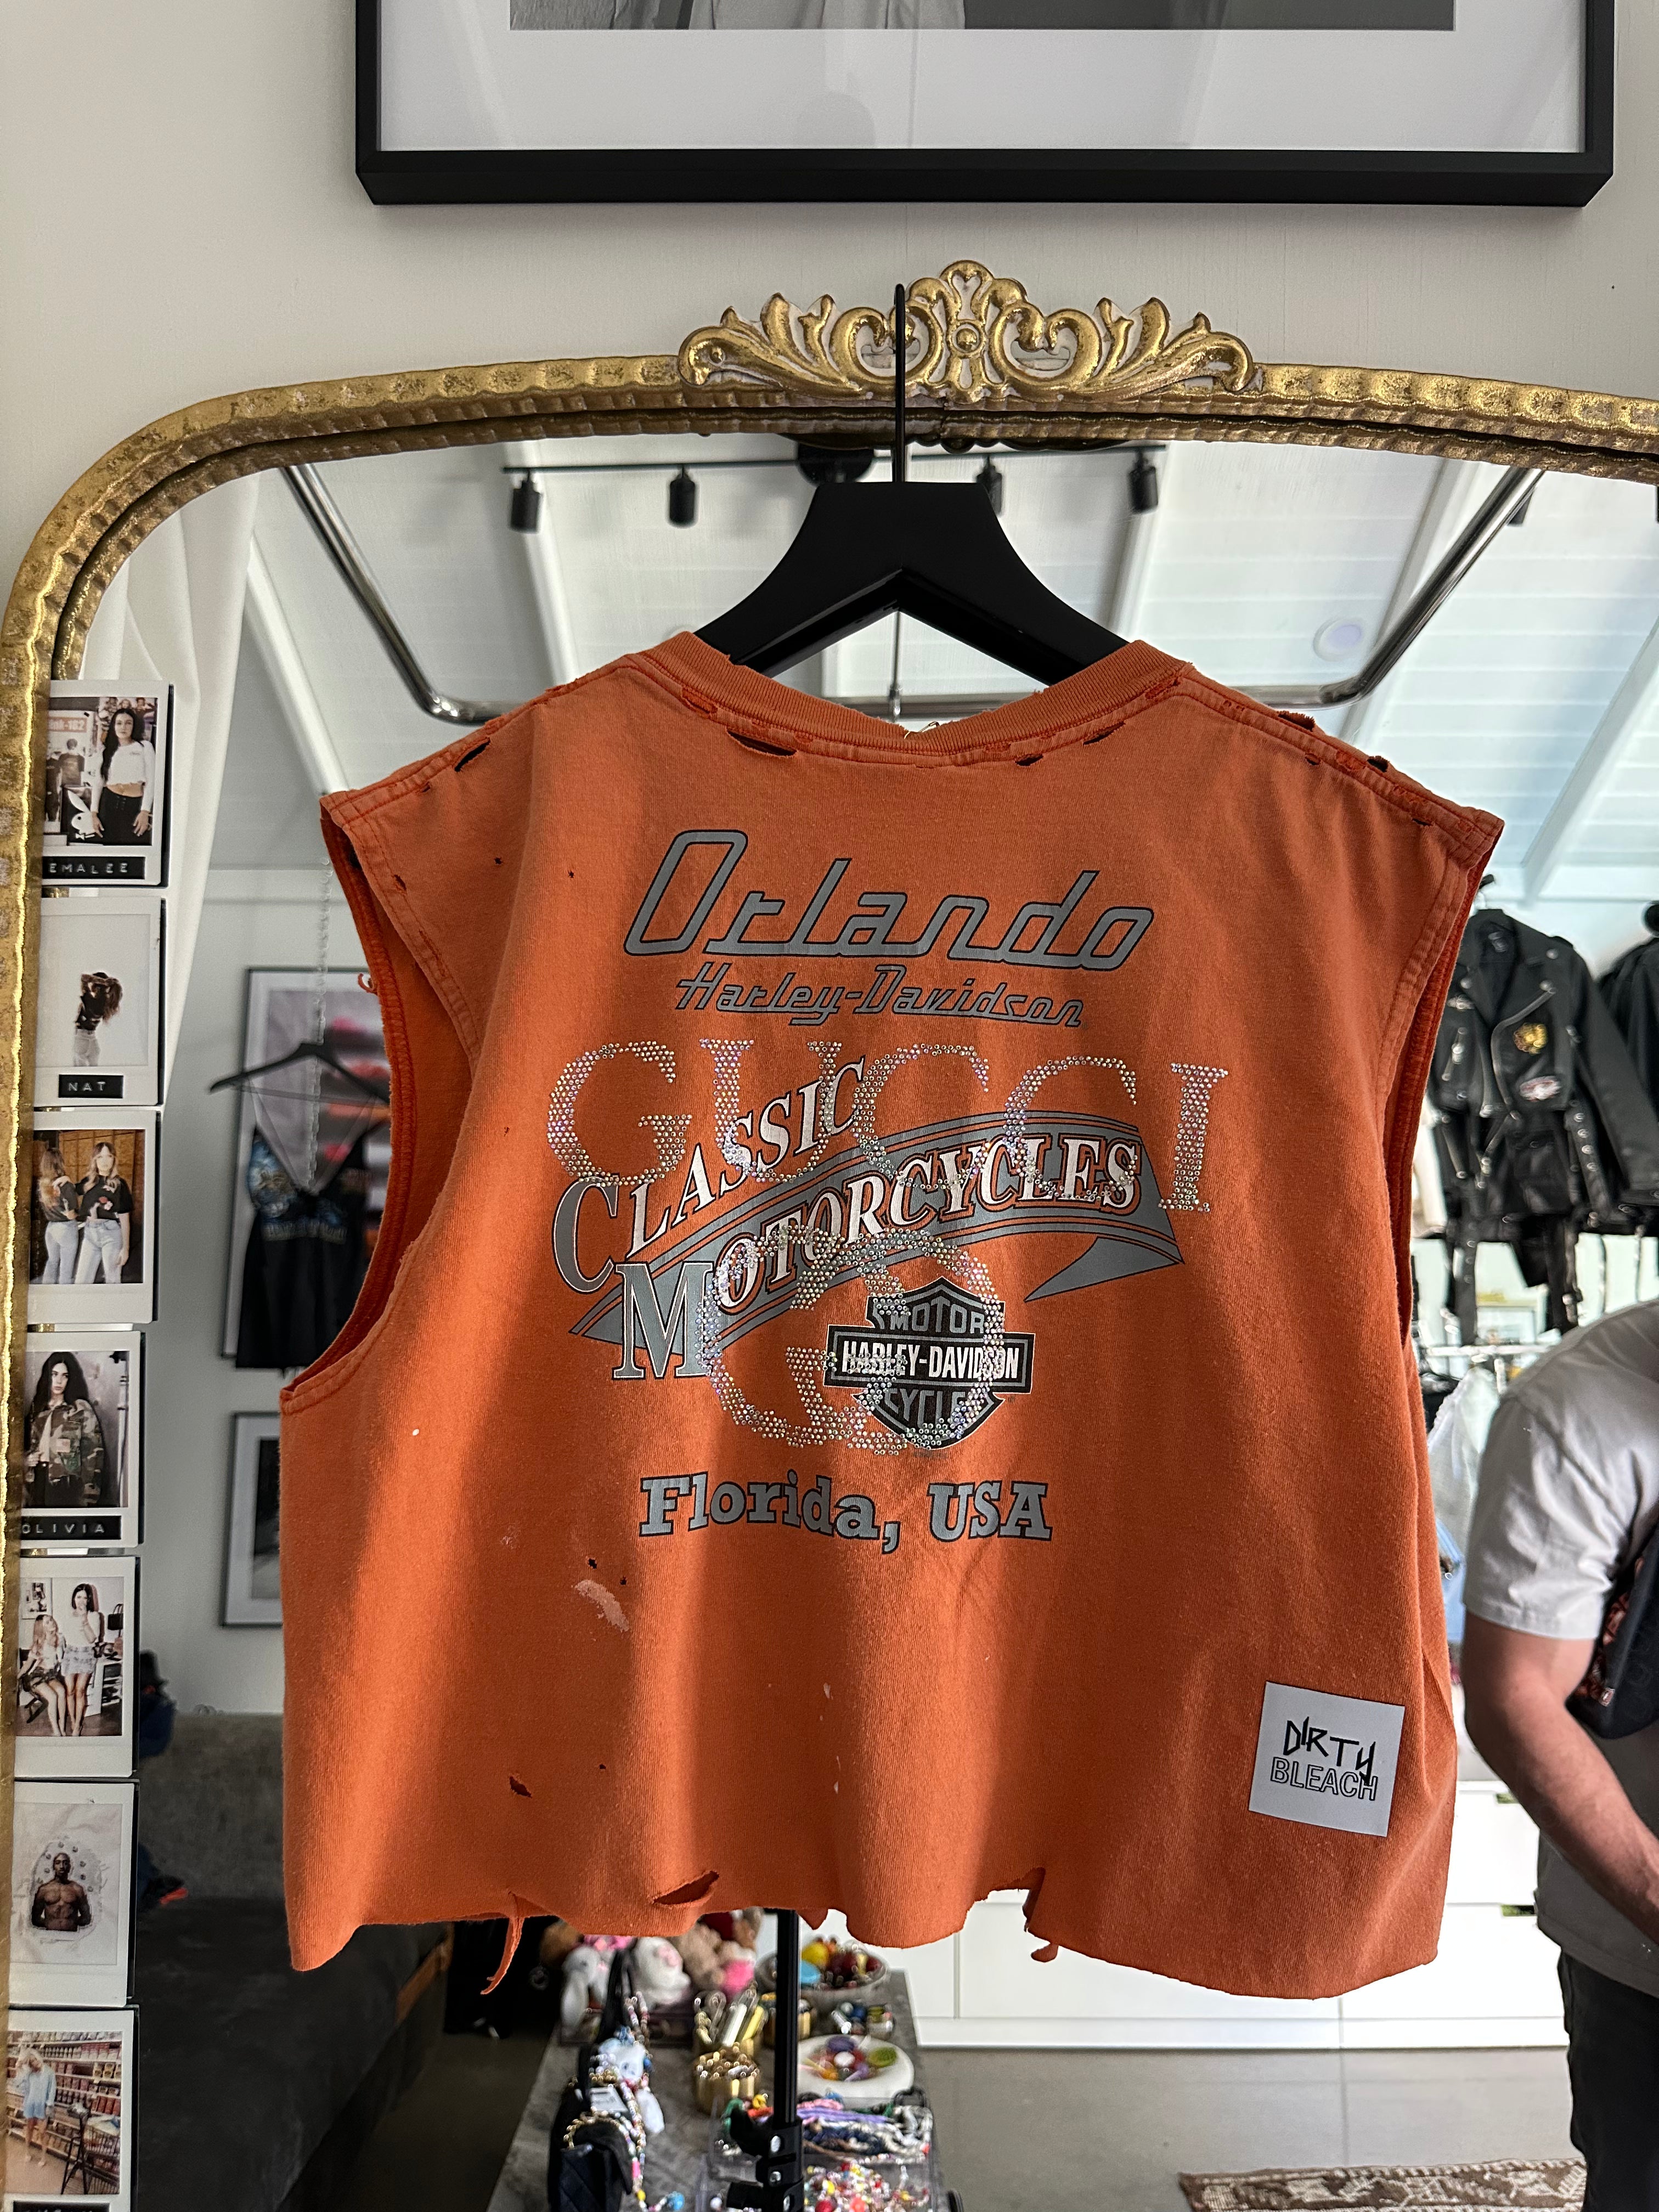 Orlando
Harley-Davidson
GUCCI
CLASSIC
MOTORCYCLES
MOTOR
HARLEY-DAVIDSON
CYCLES
Florida, USA
DIRTY
BLEACH
EMALEE
NAT
OLIVIA